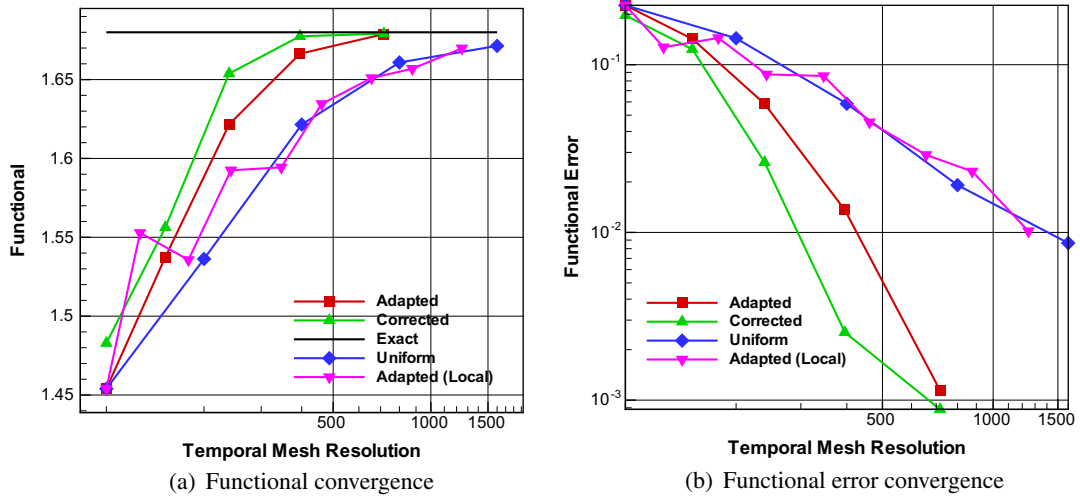 Functional
1.65
1.6
1.55
1.5
1.45
Adapted
Corrected
Exact
Uniform
Adapted (Local)
500 1000 1500
Temporal Mesh Resolution
(a) Functional convergence
Functional Error
10-1
10-2
10-3
Adapted
Corrected
Uniform
Adapted (Local)
500 1000 1500
Temporal Mesh Resolution
(b) Functional error convergence